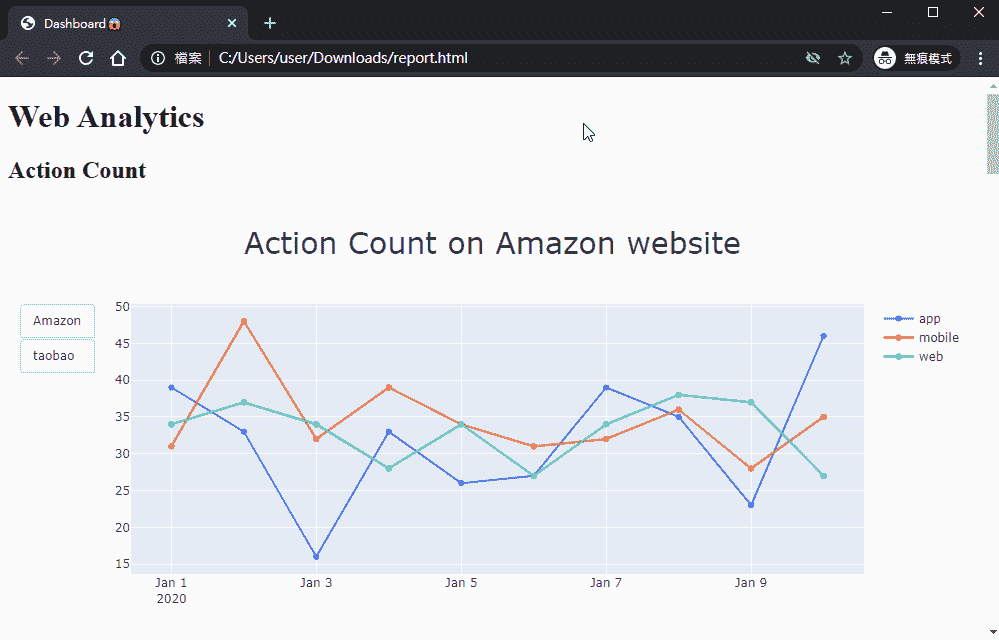 Dashboard😱
檔案 C:/Users/user/Downloads/report.html 無痕模式
Web Analytics
Action Count
Action Count on Amazon website
Amazon
taobao
50
45
40
35
30
25
20
15
Jan 1
2020
Jan 3
Jan 5
Jan 7
Jan 9
app
mobile
web